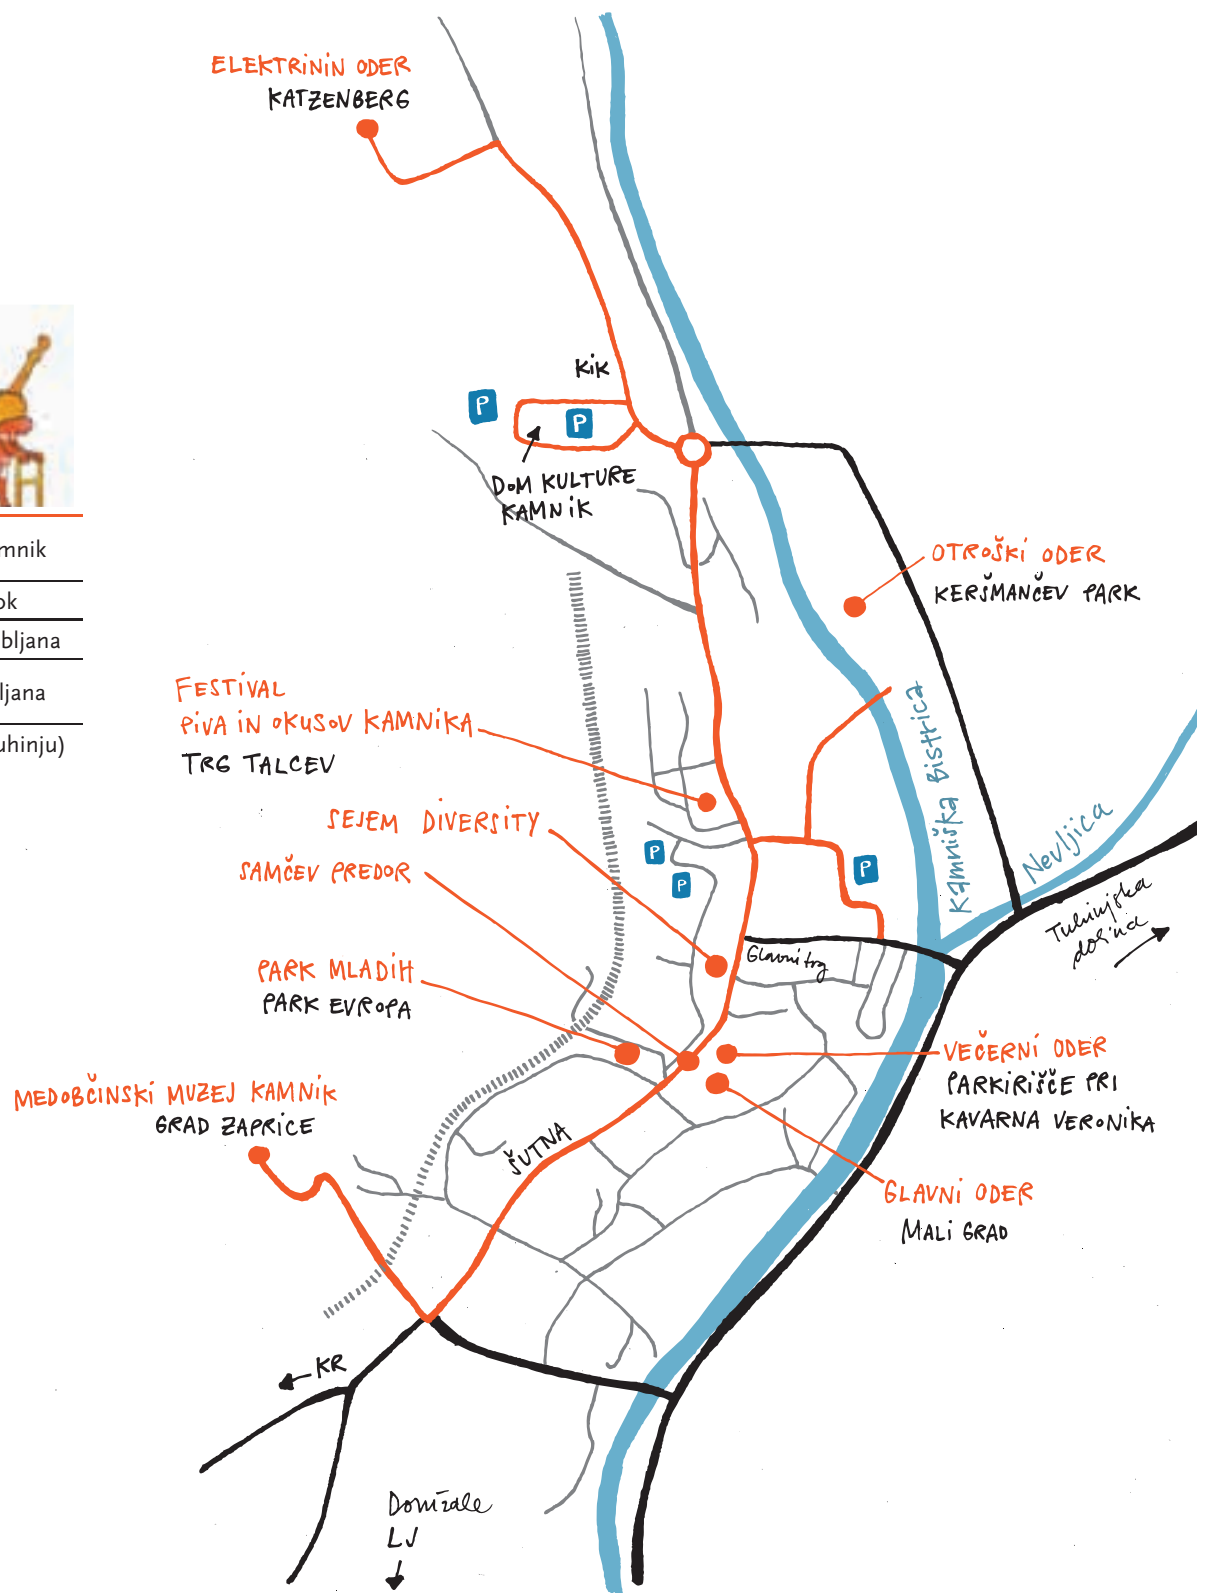 ELEKTRININ ODER
KATZENBERG
KIK
P
P
DOM KULTURE
KAMNIK
mnik
ok
bljana
ljana
uhinju)
OTROŠKI ODER
KERŠMANČEV PARK
FESTIVAL
PIVA IN OKUSOV KAMNIKA
TRG TALCEV
SEJEM DIVERSITY
SAMČEV PREDOR
P
P
P
Kamniška Bistrica
Nevljica
Tuhinjska
dolina
Glavni trg
PARK MLADIH
PARK EVROPA
VEČERNI ODER
PARKIRIŠČE PRI
KAVARNA VERONIKA
MEDOBČINSKI MUZEJ KAMNIK
GRAD ZAPRICE
ŠUTNA
GLAVNI ODER
MALI GRAD
KR
Domžale
LJ